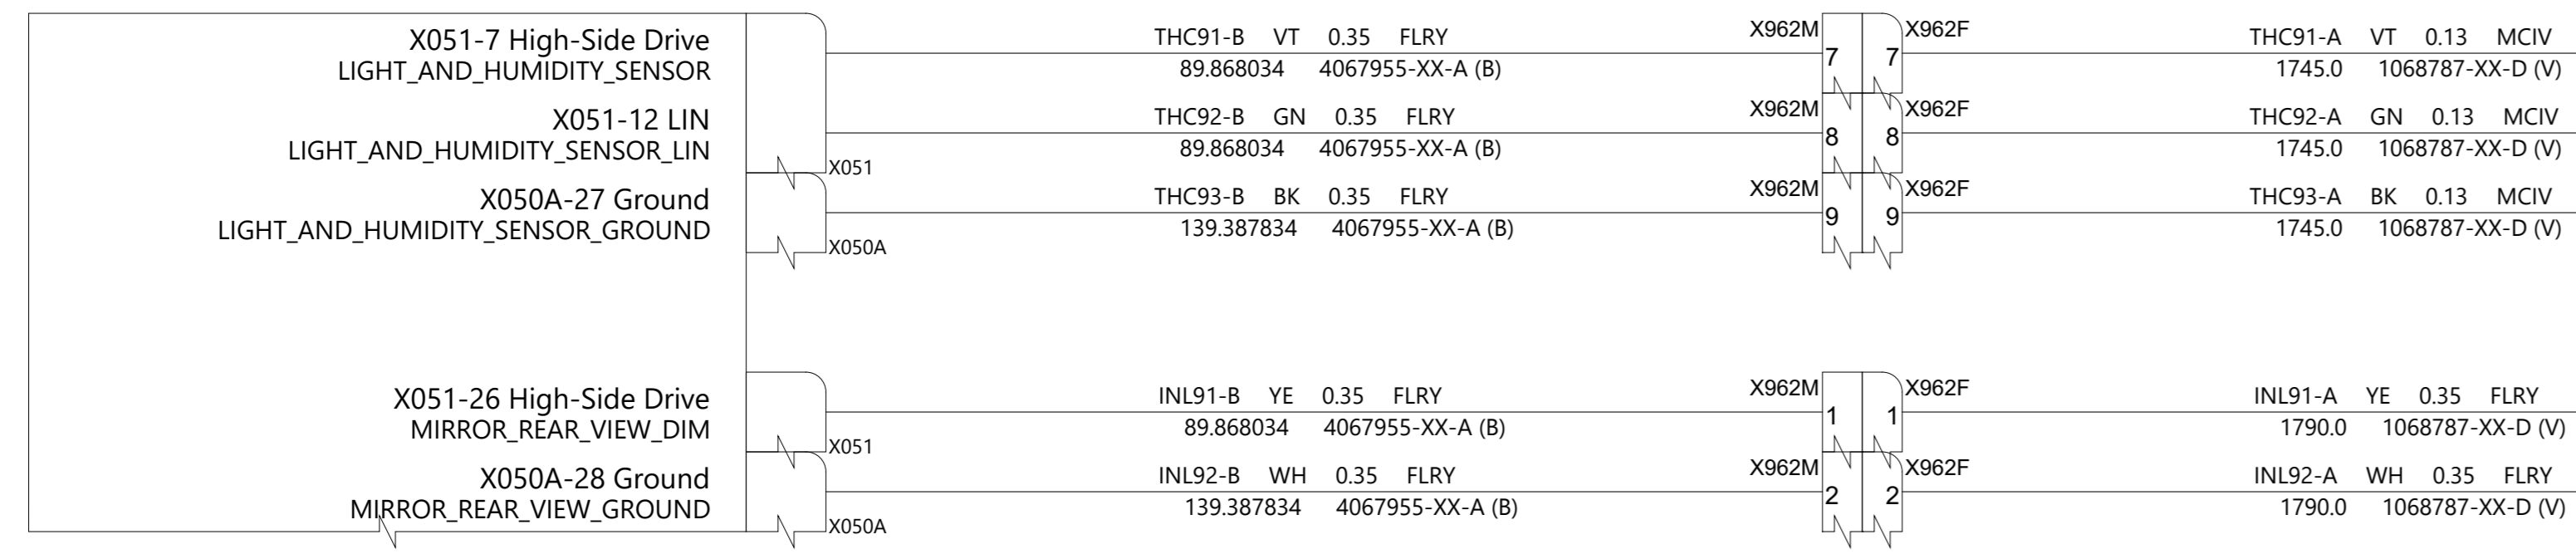 X051-7 High-Side Drive
LIGHT_AND_HUMIDITY_SENSOR
THC91-B VT 0.35 FLRY
89.868034 4067955-XX-A (B)
X962M
7
7
X962F
THC91-A VT 0.13 MCIV
1745.0 1068787-XX-D (V)
X051-12 LIN
LIGHT_AND_HUMIDITY_SENSOR_LIN
X051
THC92-B GN 0.35 FLRY
89.868034 4067955-XX-A (B)
X962M
8
8
X962F
THC92-A GN 0.13 MCIV
1745.0 1068787-XX-D (V)
X050A-27 Ground
LIGHT_AND_HUMIDITY_SENSOR_GROUND
X050A
THC93-B BK 0.35 FLRY
139.387834 4067955-XX-A (B)
X962M
9
9
X962F
THC93-A BK 0.13 MCIV
1745.0 1068787-XX-D (V)
X051-26 High-Side Drive
MIRROR_REAR_VIEW_DIM
X051
INL91-B YE 0.35 FLRY
89.868034 4067955-XX-A (B)
X962M
1
1
X962F
INL91-A YE 0.35 FLRY
1790.0 1068787-XX-D (V)
X050A-28 Ground
MIRROR_REAR_VIEW_GROUND
X050A
INL92-B WH 0.35 FLRY
139.387834 4067955-XX-A (B)
X962M
2
2
X962F
INL92-A WH 0.35 FLRY
1790.0 1068787-XX-D (V)